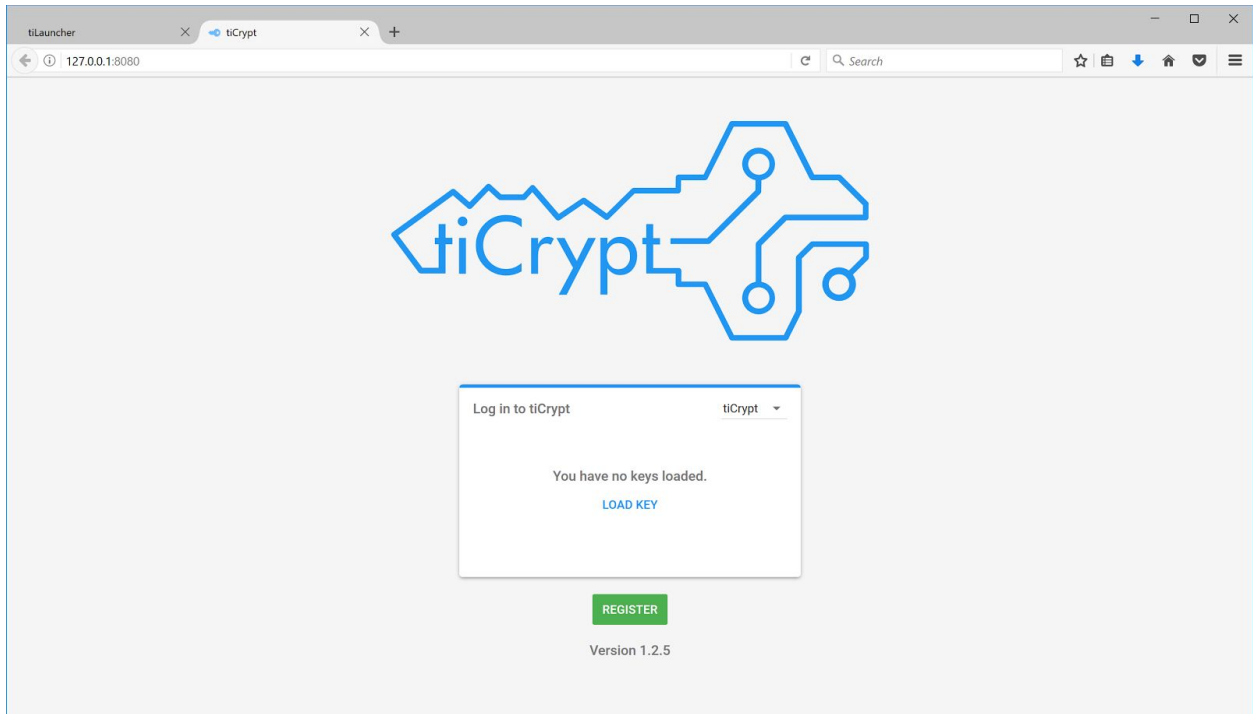 tiLauncher
tiCrypt
127.0.0.1:8080
Search
tiCrypt
Log in to tiCrypt
tiCrypt
You have no keys loaded.
LOAD KEY
REGISTER
Version 1.2.5